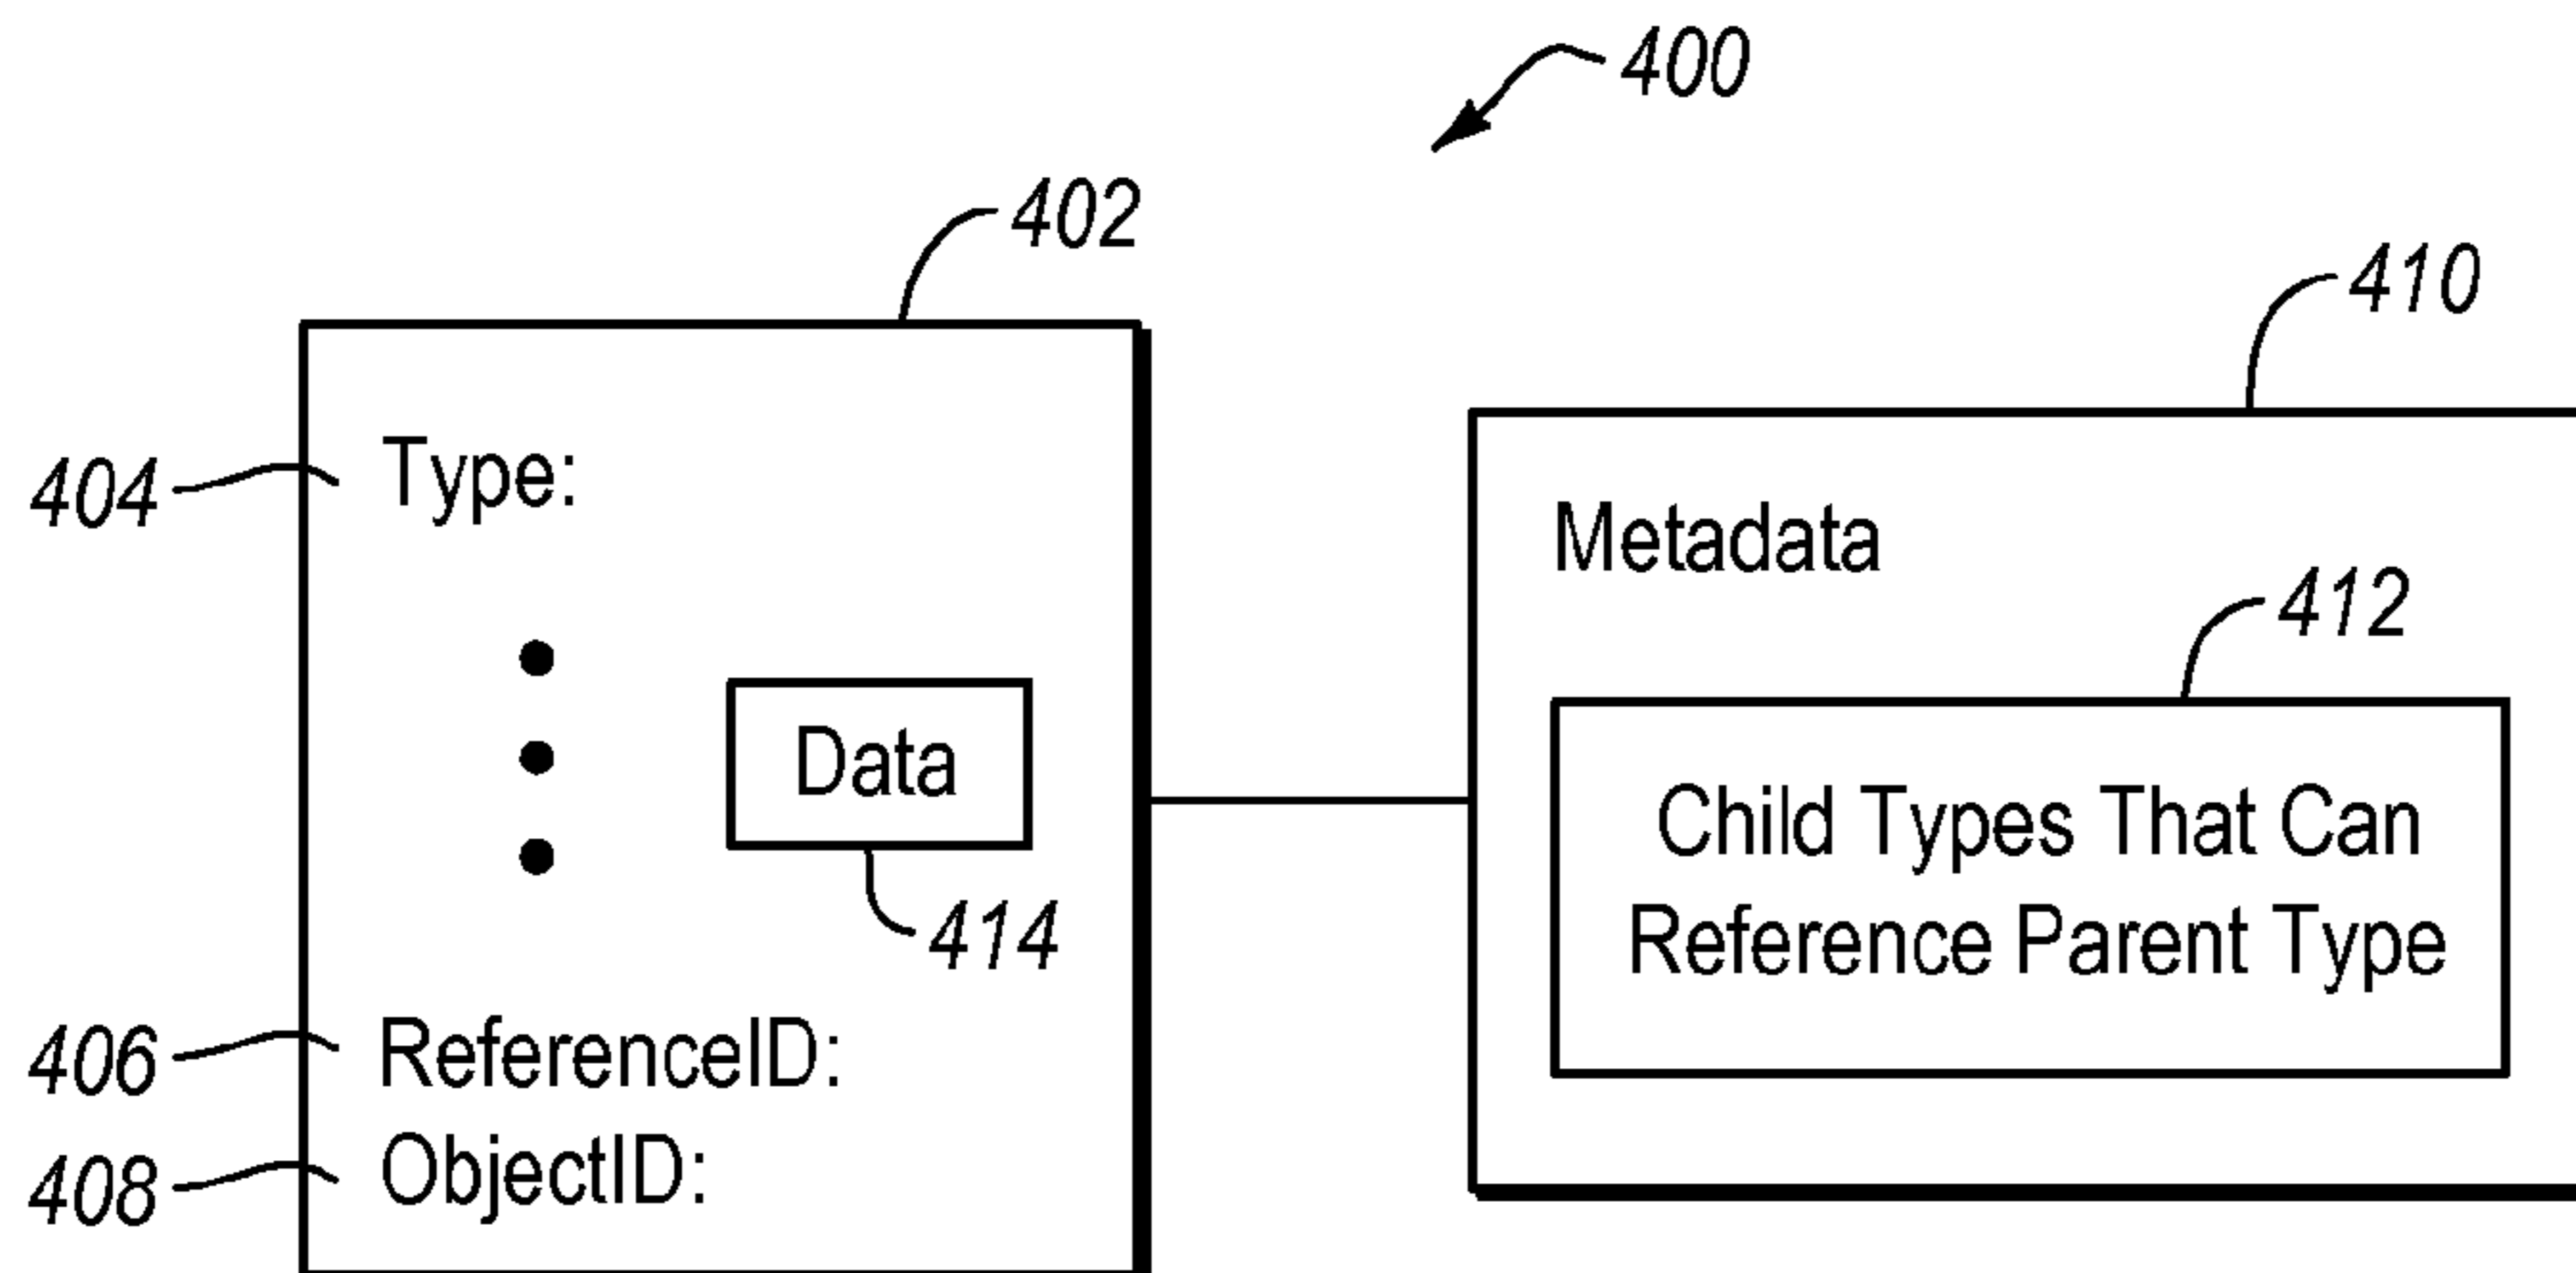 400
402
410
404
Type:
Metadata
412
Data
Child Types That Can
Reference Parent Type
414
406
ReferenceID:
408
ObjectID: